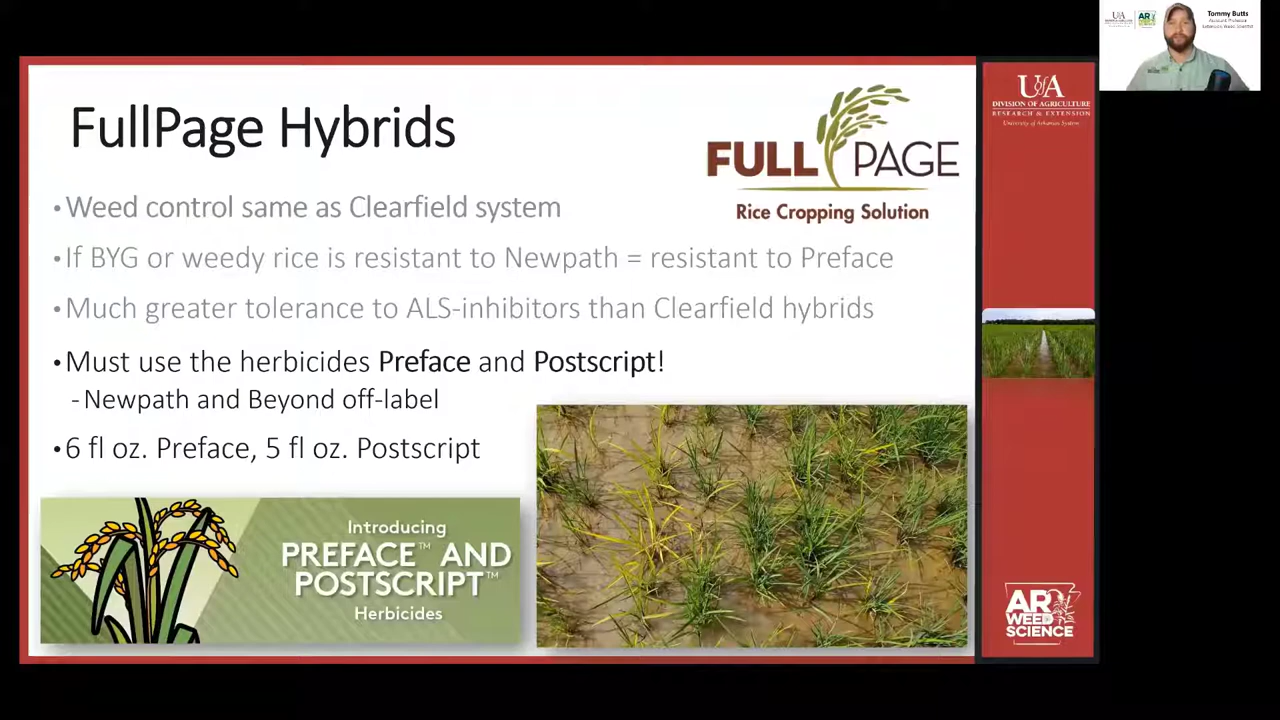 FullPage Hybrids
FULL PAGE
Rice Cropping Solution
•Weed control same as Clearfield system
•If BYG or weedy rice is resistant to Newpath = resistant to Preface
•Much greater tolerance to ALS-inhibitors than Clearfield hybrids
•Must use the herbicides Preface and Postscript!
-Newpath and Beyond off-label
•6 fl oz. Preface, 5 fl oz. Postscript
Introducing
PREFACE™ AND
POSTSCRIPT™
Herbicides
UofA
DIVISION OF AGRICULTURE
RESEARCH & EXTENSION
University of Arkansas System
AR
WEED
SCIENCE
Tommy Butts